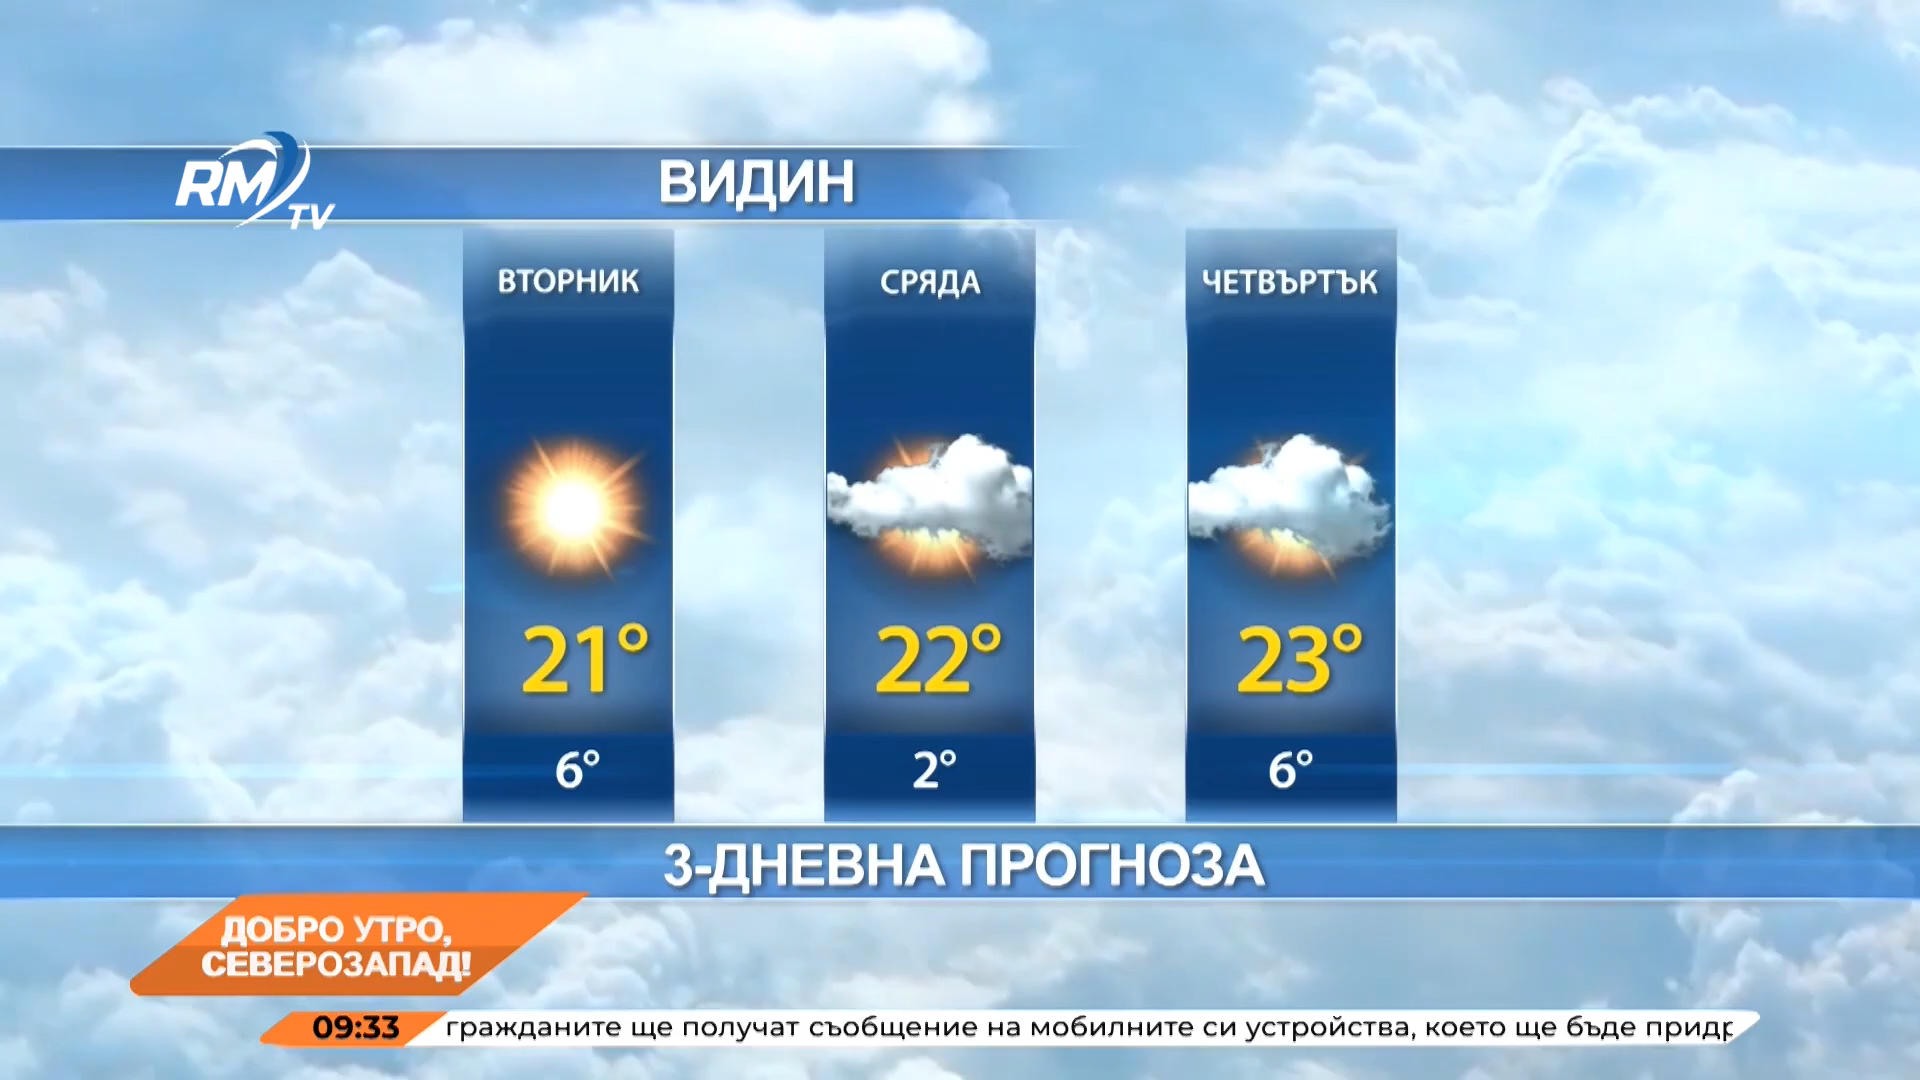 RM TV
ВИДИН
ВТОРНИК
СРЯДА
ЧЕТВЪРТЪК
21°
22°
23°
6°
2°
6°
3-ДНЕВНА ПРОГНОЗА
ДОБРО УТРО,
СЕВЕРОЗАПАД!
09:33 гражданите ще получат съобщение на мобилните си устройства, което ще бъде придр